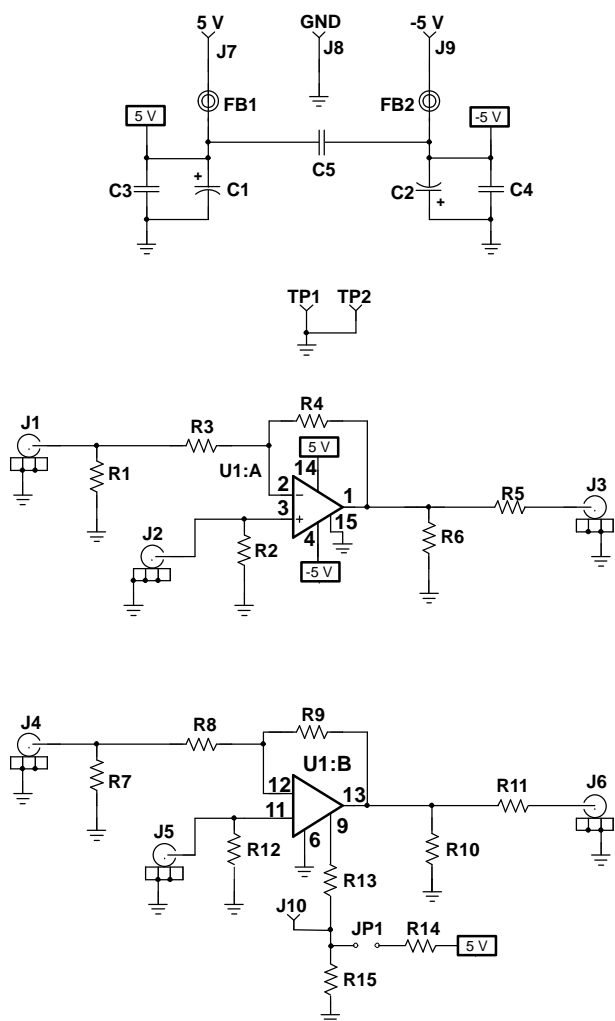 5 V
GND
-5 V
J7
J8
J9
FB1
FB2
5 V
-5 V
C5
C3
+
C1
C2
+
C4
TP1
TP2
J1
R3
R4
5 V
U1:A
14
R1
2
−
1
R5
J3
3
+
15
J2
R2
4
R6
-5 V
J4
R8
R9
U1:B
R7
12
13
R11
J6
11
J5
R12
6
9
R10
R13
J10
JP1
R14
5 V
R15